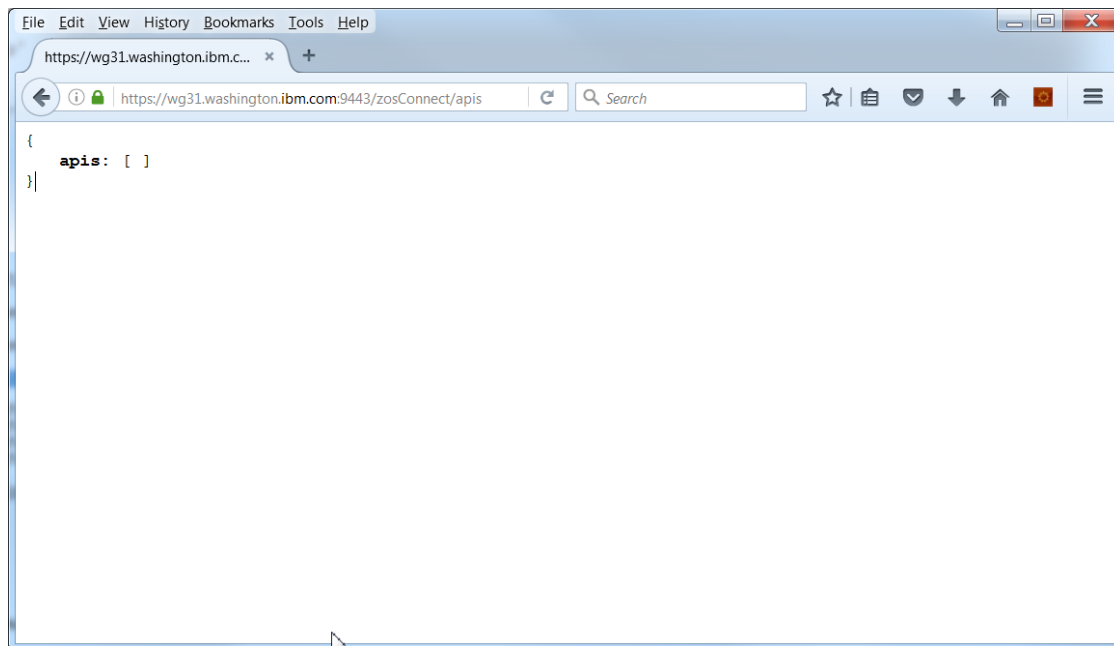 File Edit View History Bookmarks Tools Help
https://wg31.washington.ibm.c...
https://wg31.washington.ibm.com:9443/zosConnect/apis Search
{
apis: [ ]
}